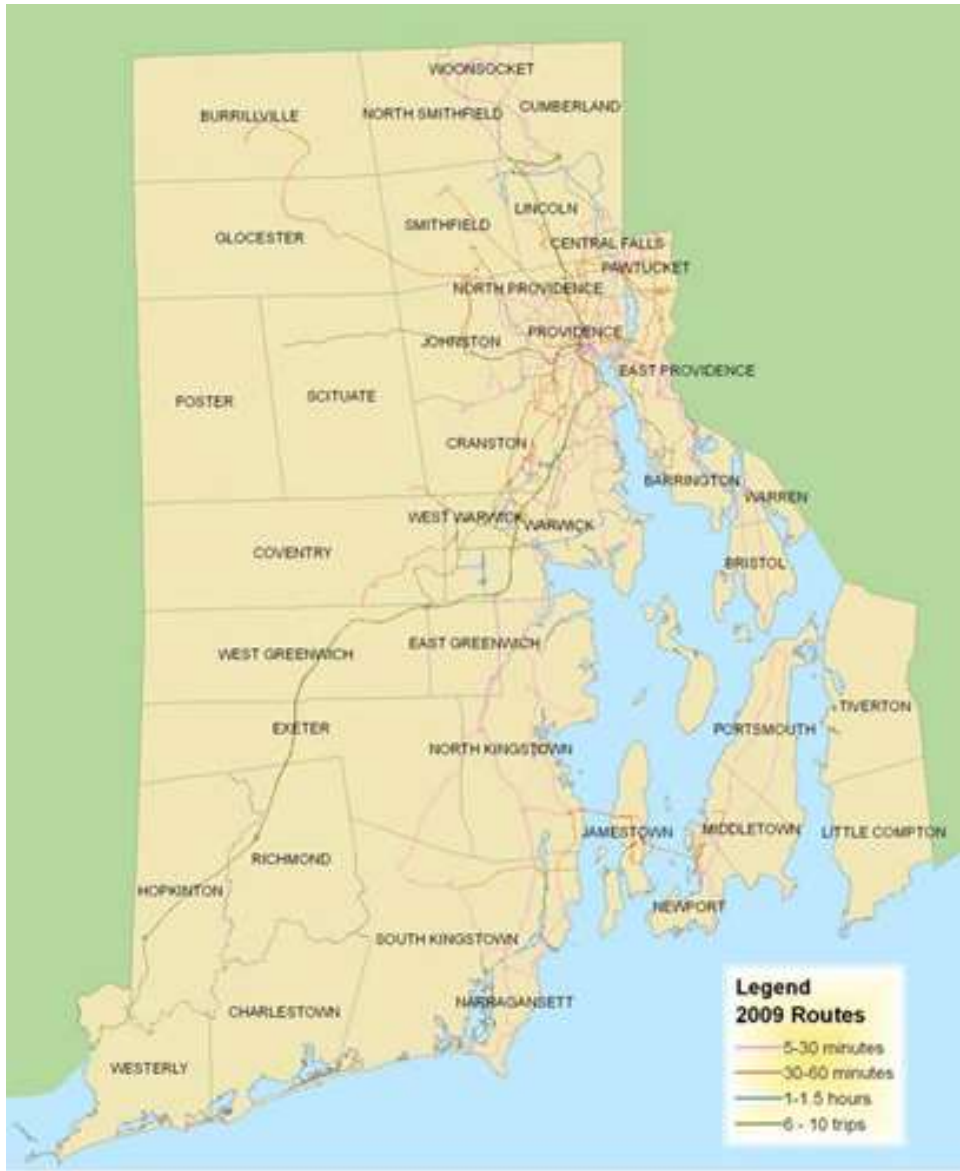 WOONSOCKET
CUMBERLAND
NORTH SMITHFIELD
BURRILLVILLE
LINCOLN
SMITHFIELD
GLOCESTER
CENTRAL FALLS
PAWTUCKET
NORTH PROVIDENCE
PROVIDENCE
JOHNSTON
EAST PROVIDENCE
SCITUATE
FOSTER
CRANSTON
BARRINGTON
WARREN
WEST WARWICK
WARWICK
COVENTRY
BRISTOL
EAST GREENWICH
WEST GREENWICH
TIVERTON
EXETER
PORTSMOUTH
NORTH KINGSTOWN
JAMESTOWN
MIDDLETOWN
LITTLE COMPTON
RICHMOND
HOPKINTON
NEWPORT
SOUTH KINGSTOWN
NARRAGANSETT
CHARLESTOWN
WESTERLY
Legend
2009 Routes
5-30 minutes
30-60 minutes
1-1.5 hours
6 - 10 trips